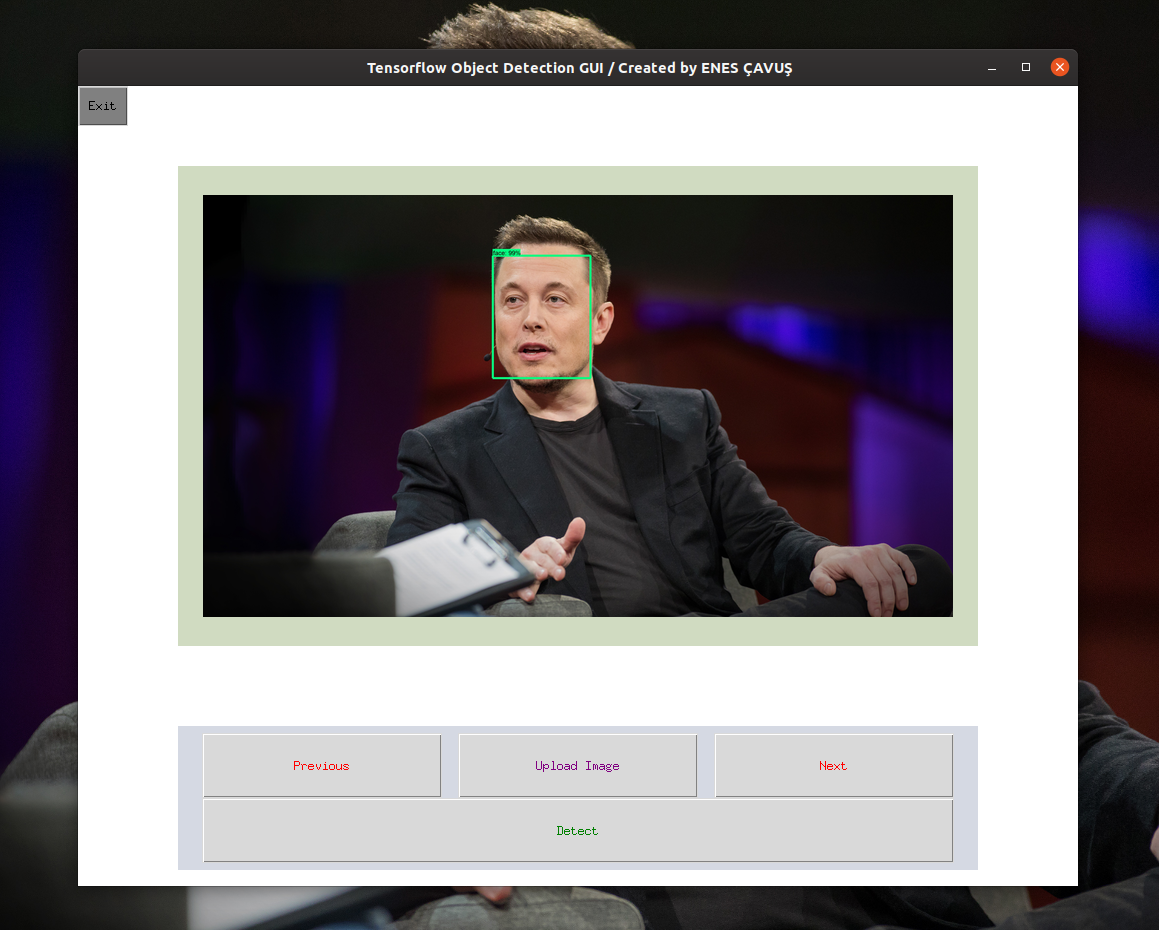 Tensorflow Object Detection GUI / Created by ENES ÇAVUŞ
Exit
face: 99%
Previous
Upload Image
Next
Detect